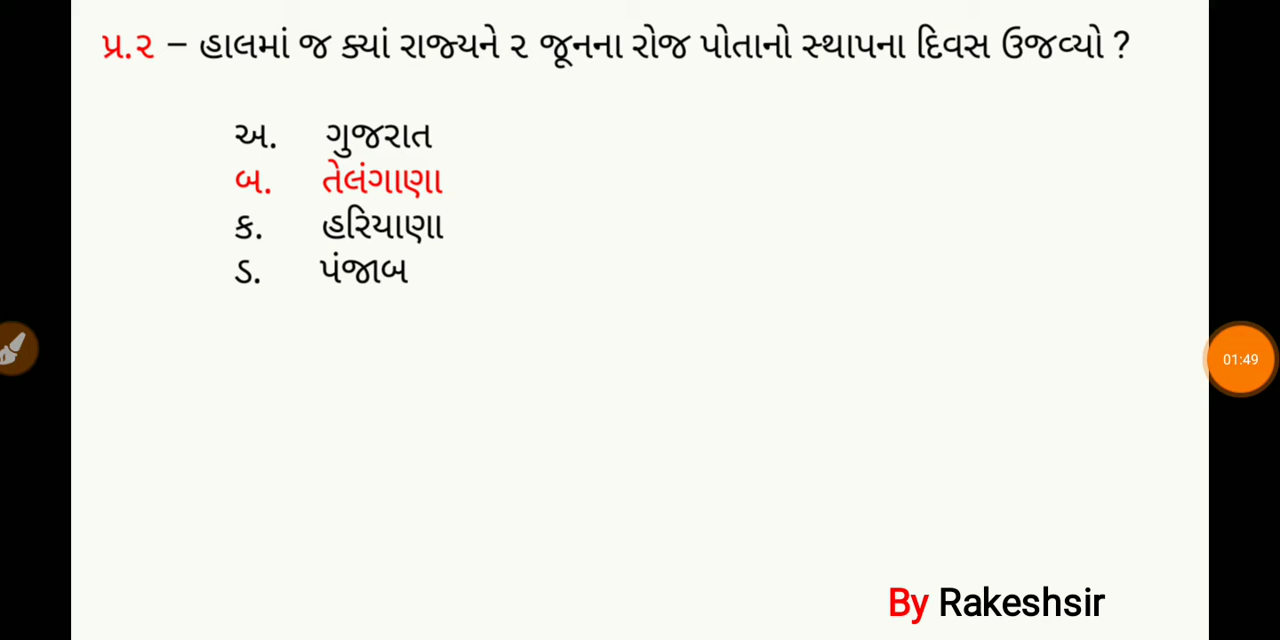 પ્ર.૨ – હાલમાં જ ક્યાં રાજ્યને ૨ જૂનના રોજ પોતાનો સ્થાપના દિવસ ઉજવ્યો ?
અ. ગુજરાત
બ. તેલંગાણા
ક. હરિયાણા
ડ. પંજાબ
01:49
By Rakeshsir